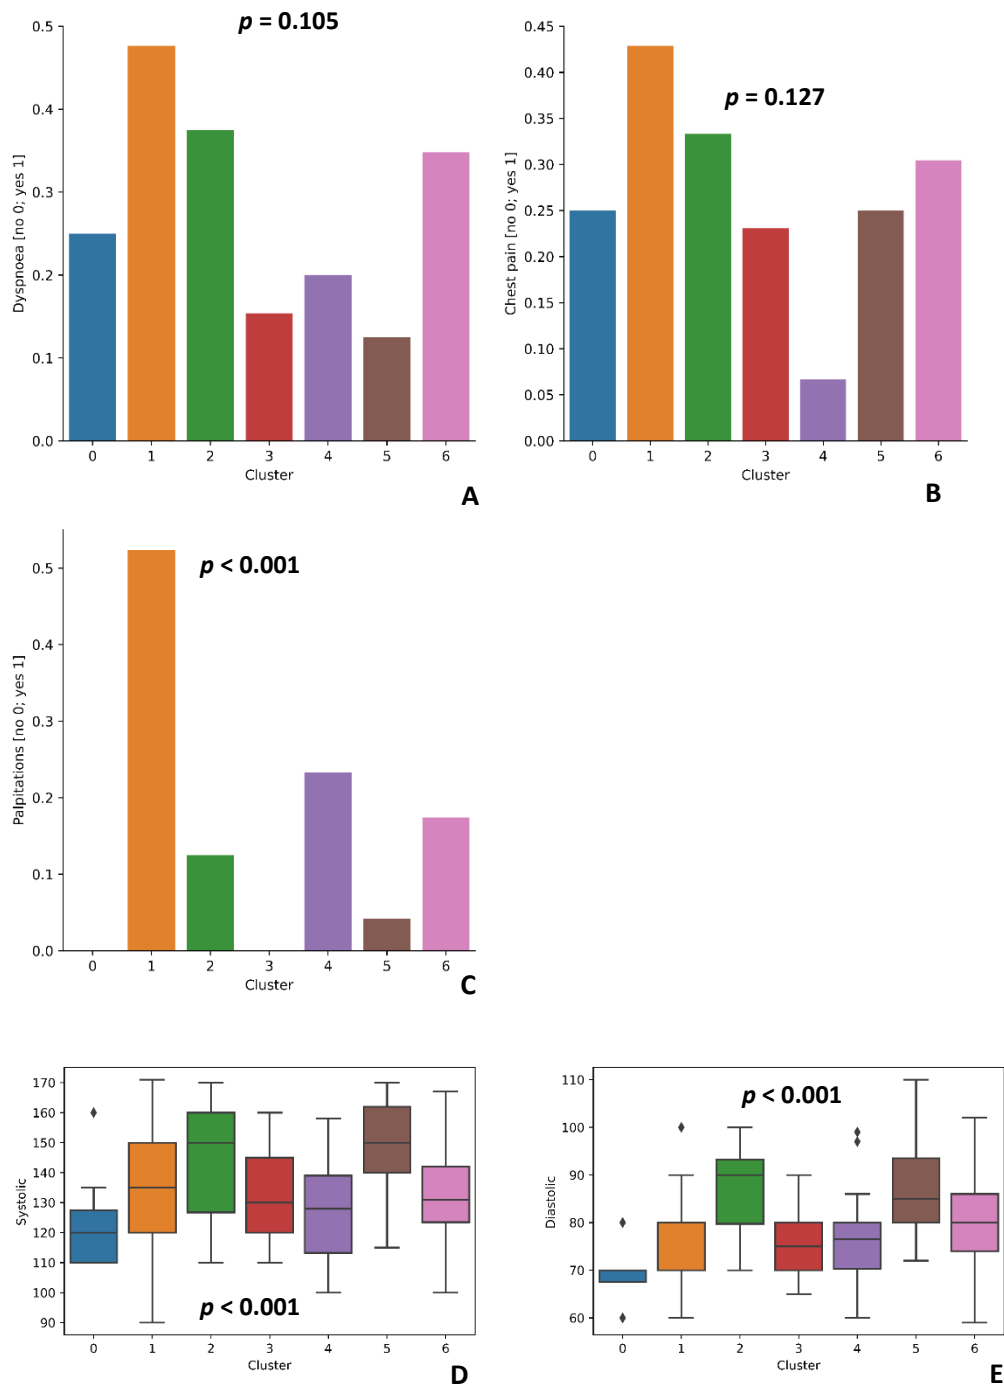 p = 0.105
0.5
0.4
0.3
0.2
0.1
0.0
Dyspnoea [no 0; yes 1]
0 1 2 3 4 5 6
Cluster
A
p = 0.127
0.45
0.40
0.35
0.30
0.25
0.20
0.15
0.10
0.05
0.00
Chest pain [no 0; yes 1]
0 1 2 3 4 5 6
Cluster
B
p < 0.001
0.5
0.4
0.3
0.2
0.1
0.0
Palpitations [no 0; yes 1]
0 1 2 3 4 5 6
Cluster
C
170
160
150
140
130
120
110
100
90
Systolic
p < 0.001
0 1 2 3 4 5 6
Cluster
D
p < 0.001
110
100
90
80
70
60
Diastolic
0 1 2 3 4 5 6
Cluster
E